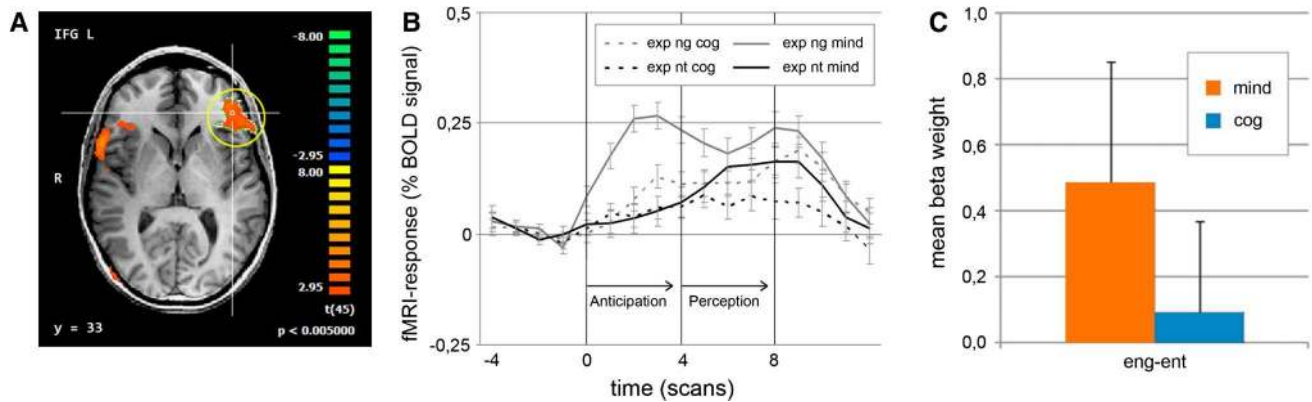 A
IFG L
-8.00
-2.95
8.00
R
2.95
t(45)
y = 33
p < 0.005000
B
fMRI-response (% BOLD signal)
0,5
0,25
0
-0,25
exp ng cog
exp ng mind
exp nt cog
exp nt mind
Anticipation
Perception
-4
0
4
8
time (scans)
C
mean beta weight
1,0
0,8
0,6
0,4
0,2
0,0
mind
cog
eng-ent